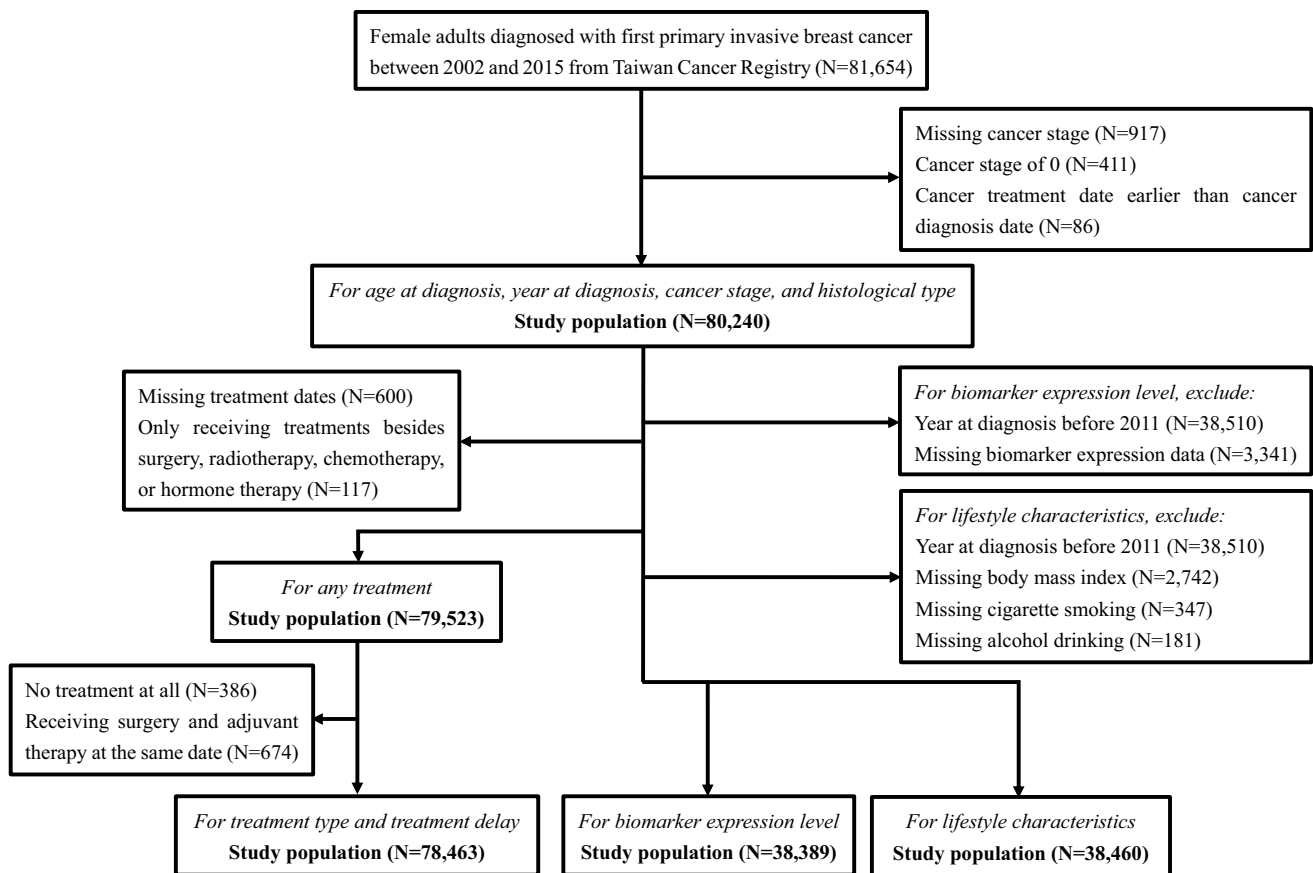 Female adults diagnosed with first primary invasive breast cancer
between 2002 and 2015 from Taiwan Cancer Registry (N=81,654)
Missing cancer stage (N=917)
Cancer stage of 0 (N=411)
Cancer treatment date earlier than cancer
diagnosis date (N=86)
For age at diagnosis, year at diagnosis, cancer stage, and histological type
Study population (N=80,240)
Missing treatment dates (N=600)
Only receiving treatments besides
surgery, radiotherapy, chemotherapy,
or hormone therapy (N=117)
For biomarker expression level, exclude:
Year at diagnosis before 2011 (N=38,510)
Missing biomarker expression data (N=3,341)
For lifestyle characteristics, exclude:
Year at diagnosis before 2011 (N=38,510)
Missing body mass index (N=2,742)
Missing cigarette smoking (N=347)
Missing alcohol drinking (N=181)
For any treatment
Study population (N=79,523)
No treatment at all (N=386)
Receiving surgery and adjuvant
therapy at the same date (N=674)
For treatment type and treatment delay
Study population (N=78,463)
For biomarker expression level
Study population (N=38,389)
For lifestyle characteristics
Study population (N=38,460)